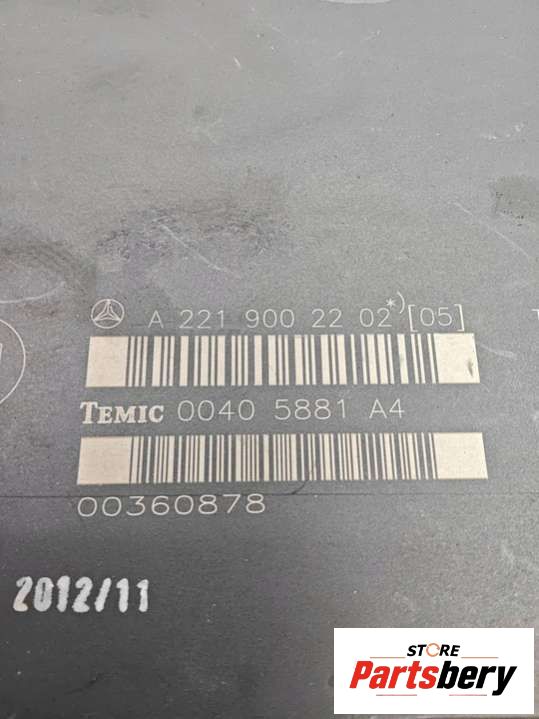 A 221 900 22 02*) [05]
TEMIC 0040 5881 A4
00360878
2012/11
STORE
Partsbery